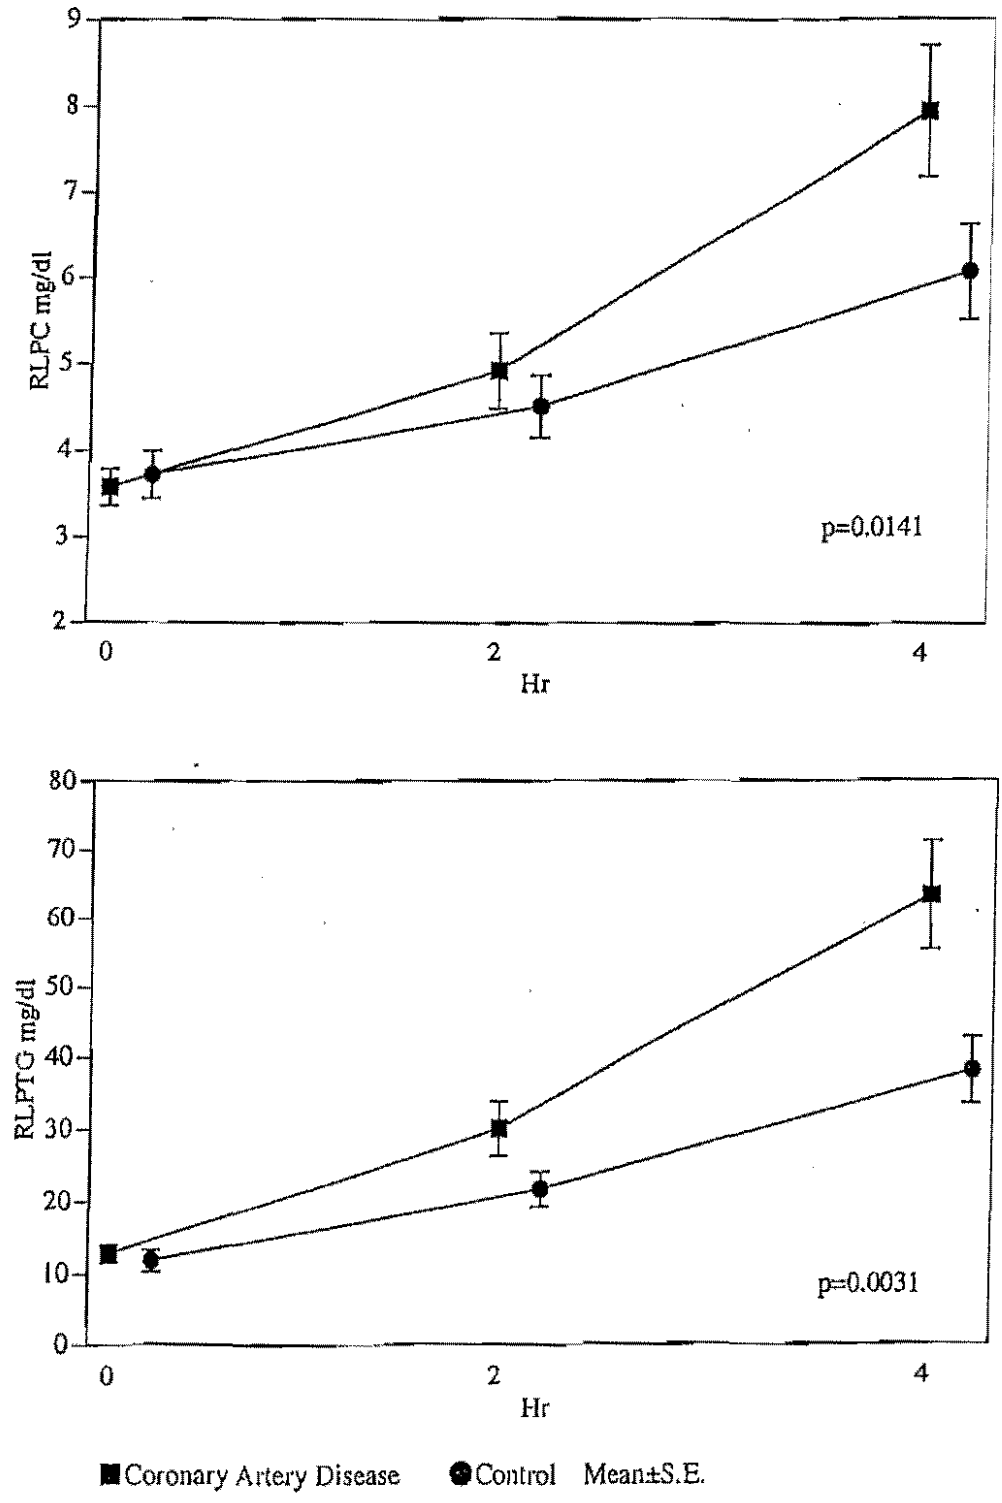 9
8
7
6
5
4
3
2
RLPC mg/dl
p=0.0141
0 2 4
Hr
80
70
60
50
40
30
20
10
0
RLPTG mg/dl
p=0.0031
0 2 4
Hr
Coronary Artery Disease Control Mean±S.E.